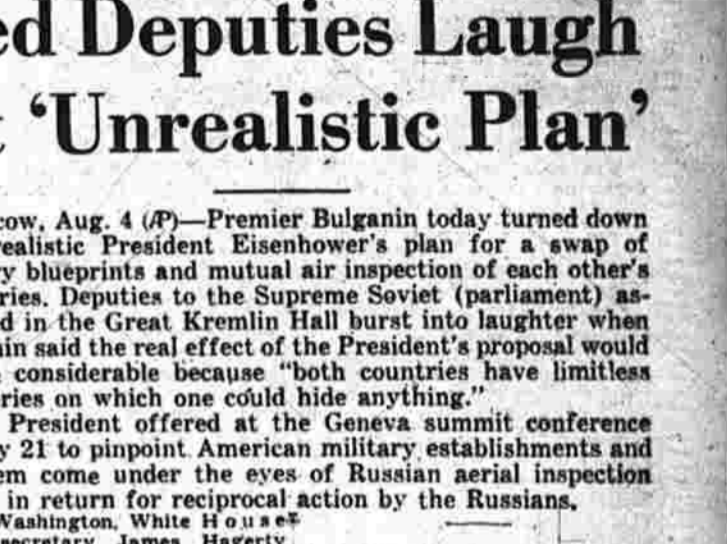 ed Deputies Laugh
‘Unrealistic Plan’
cow, Aug. 4 (AP)—Premier Bulganin today turned down
realistic President Eisenhower's plan for a swap of
ry blueprints and mutual air inspection of each other's
ries. Deputies to the Supreme Soviet (parliament) as-
d in the Great Kremlin Hall burst into laughter when
nin said the real effect of the President's proposal would
considerable because "both countries have limitless
ries on which one could hide anything."
President offered at the Geneva summit conference
y 21 to pinpoint American military establishments and
em come under the eyes of Russian aerial inspection
in return for reciprocal action by the Russians.
Washington, White House
secretary James Hagerty